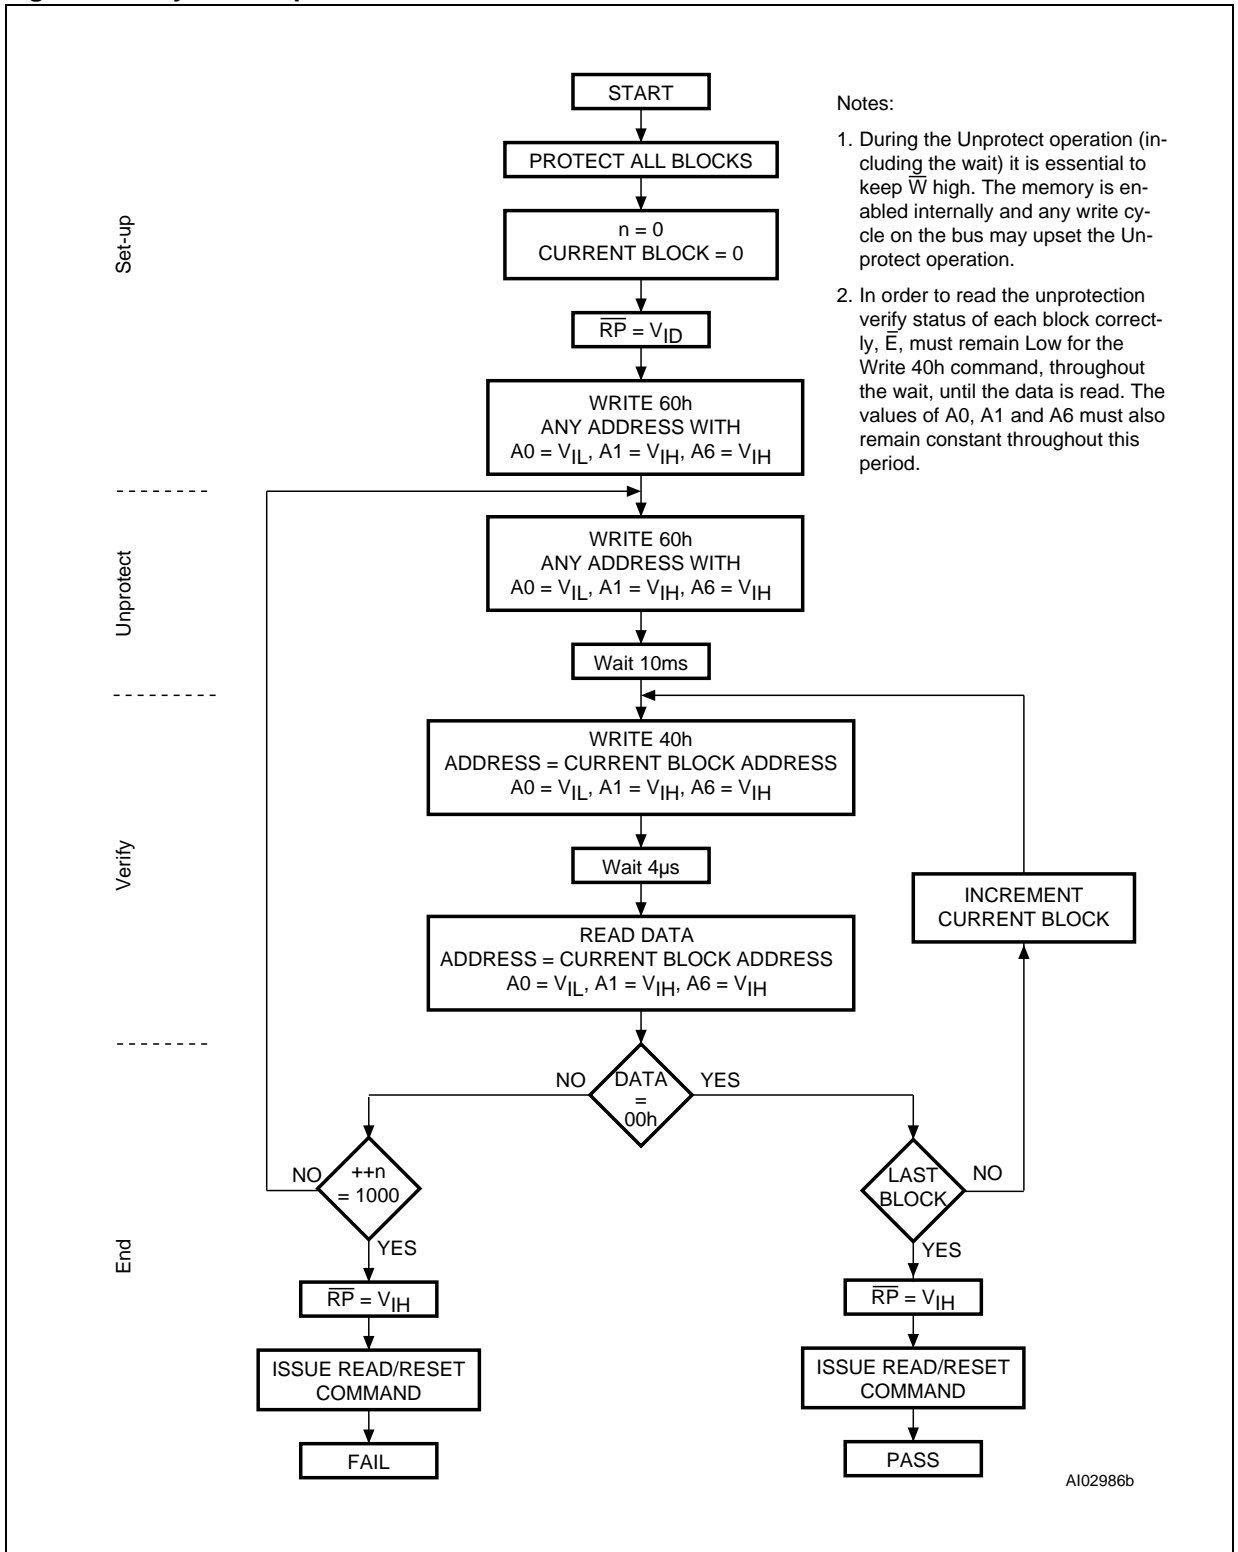 START
PROTECT ALL BLOCKS
n = 0
CURRENT BLOCK = 0
R̅P̅ = VID
WRITE 60h
ANY ADDRESS WITH
A0 = VIL, A1 = VIH, A6 = VIH
Notes:
1. During the Unprotect operation (in-
cluding the wait) it is essential to
keep W̅ high. The memory is en-
abled internally and any write cy-
cle on the bus may upset the Un-
protect operation.
2. In order to read the unprotection
verify status of each block correct-
ly, E̅, must remain Low for the
Write 40h command, throughout
the wait, until the data is read. The
values of A0, A1 and A6 must also
remain constant throughout this
period.
Set-up
WRITE 60h
ANY ADDRESS WITH
A0 = VIL, A1 = VIH, A6 = VIH
Wait 10ms
Unprotect
WRITE 40h
ADDRESS = CURRENT BLOCK ADDRESS
A0 = VIL, A1 = VIH, A6 = VIH
Wait 4µs
READ DATA
ADDRESS = CURRENT BLOCK ADDRESS
A0 = VIL, A1 = VIH, A6 = VIH
Verify
INCREMENT
CURRENT BLOCK
NO
DATA
=
00h
YES
NO
++n
= 1000
YES
LAST
BLOCK
NO
YES
End
R̅P̅ = VIH
ISSUE READ/RESET
COMMAND
FAIL
R̅P̅ = VIH
ISSUE READ/RESET
COMMAND
PASS
AI02986b